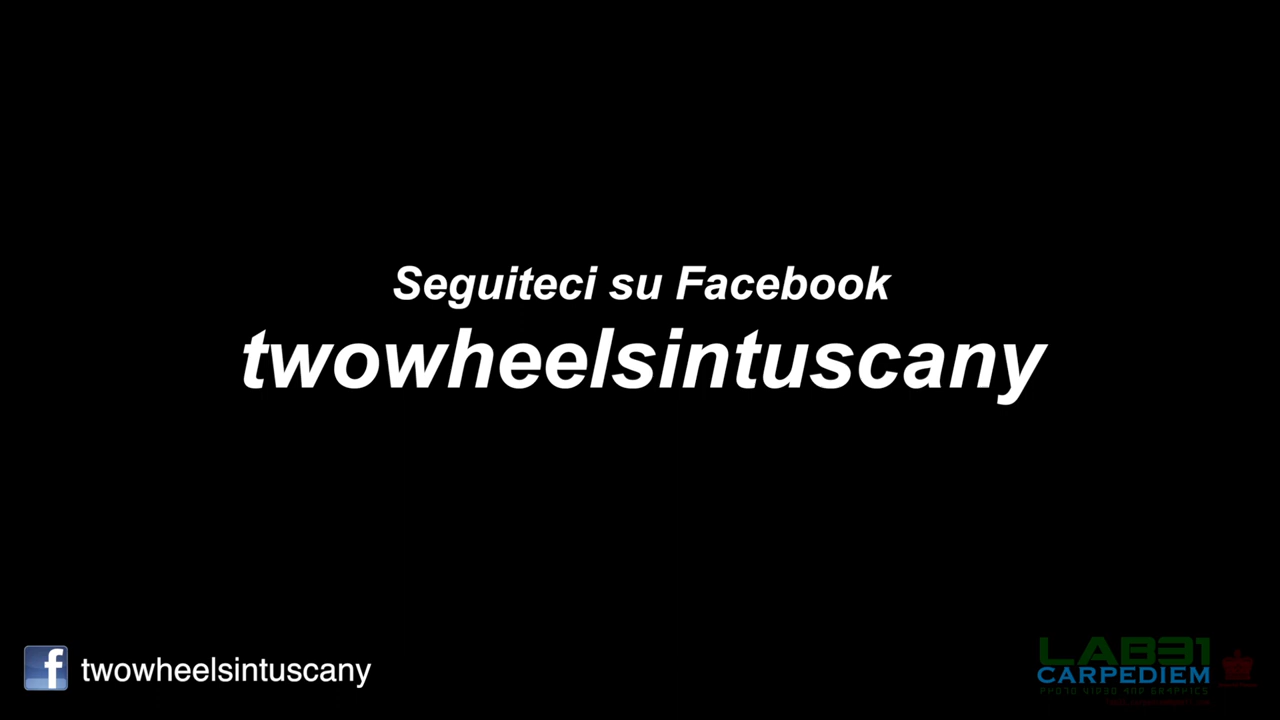 Seguiteci su Facebook
twowheelsintuscany
f twowheelsintuscany
LAB31
CARPEDIEM
PHOTO VIDEO AND GRAPHICS